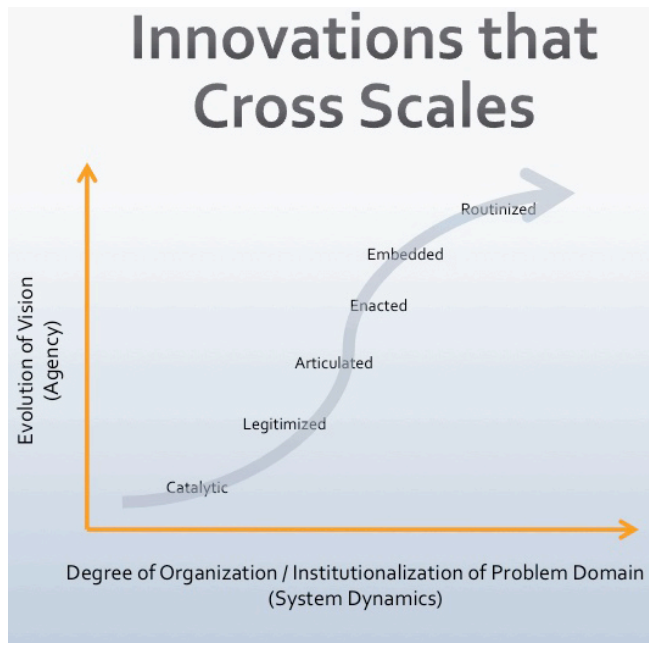 Innovations that
Cross Scales
Routinized
Embedded
Enacted
Articulated
Legitimized
Catalytic
Evolution of Vision
(Agency)
Degree of Organization / Institutionalization of Problem Domain
(System Dynamics)